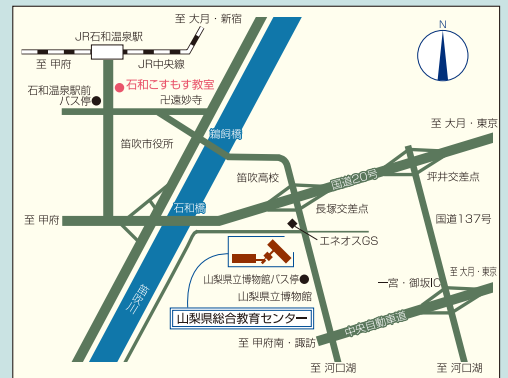 至 大月・新宿
N
JR石和温泉駅
至 甲府
JR中央線
石和温泉駅前
バス停
石和こすもす教室
卍遠妙寺
至 大月・東京
鵜飼橋
笛吹市役所
笛吹高校
国道20号
坪井交差点
石和橋
長塚交差点
国道137号
至 甲府
エネオスGS
至 大月・東京
山梨県立博物館バス停
一宮・御坂IC
笛吹川
山梨県立博物館
山梨県総合教育センター
中央自動車道
至 甲府南・諏訪
至 河口湖
至 河口湖